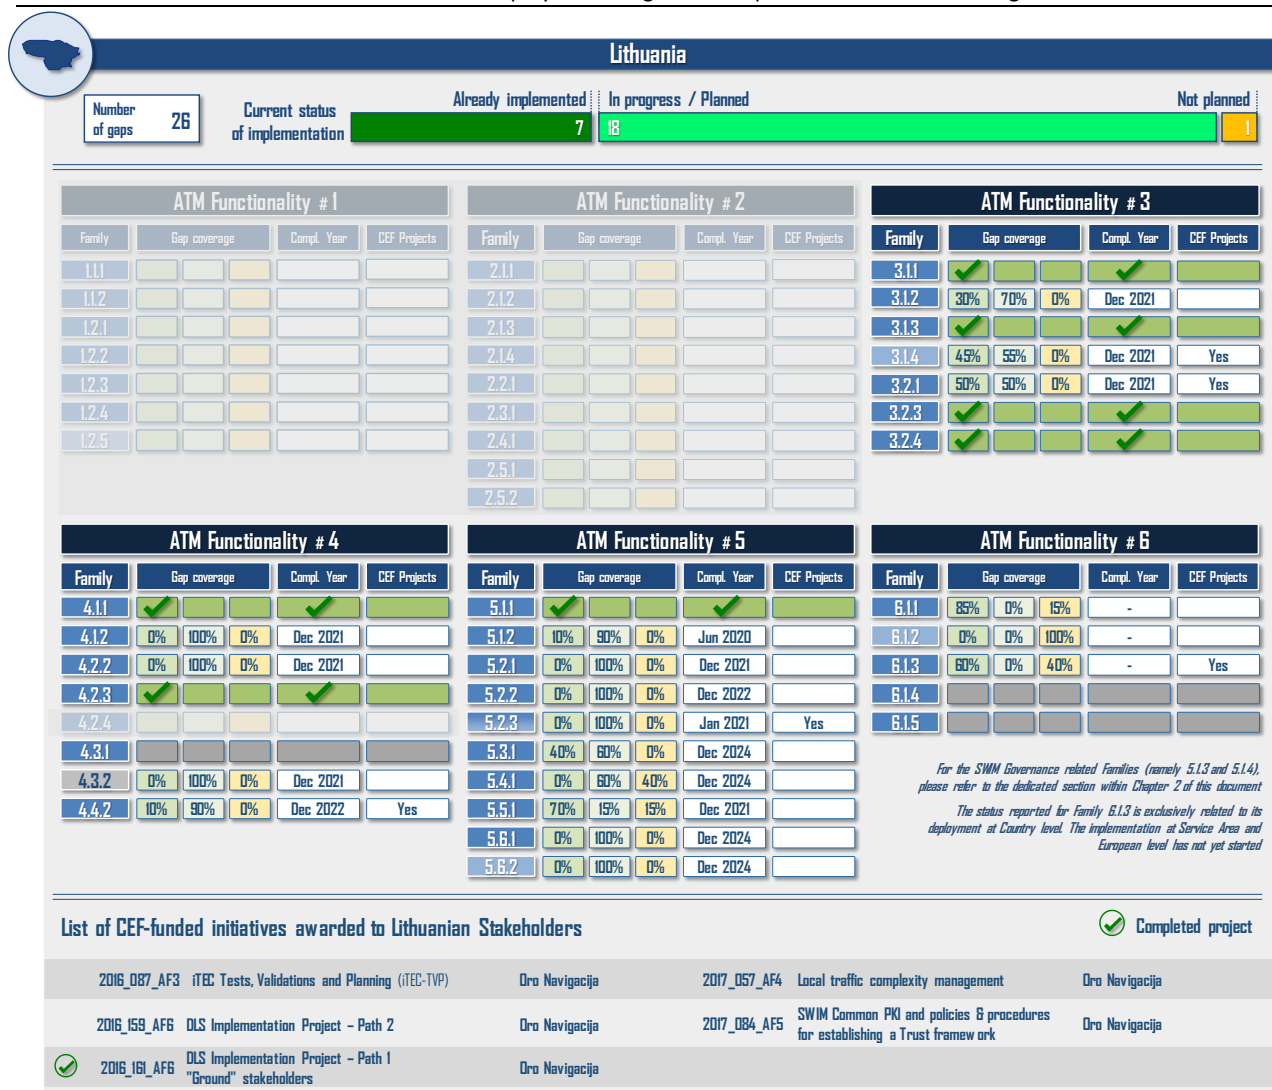 Lithuania
Number of gaps 26
Current status of implementation
Already implemented In progress / Planned Not planned
7 18 1
ATM Functionality # 1
Family Gap coverage Compl. Year CEF Projects
1.1.1
1.1.2
1.2.1
1.2.2
1.2.3
1.2.4
1.2.5
ATM Functionality # 2
Family Gap coverage Compl. Year CEF Projects
2.1.1
2.1.2
2.1.3
2.1.4
2.2.1
2.3.1
2.4.1
2.5.1
2.5.2
ATM Functionality # 3
Family Gap coverage Compl. Year CEF Projects
3.1.1
3.1.2 30% 70% 0% Dec 2021
3.1.3
3.1.4 45% 55% 0% Dec 2021 Yes
3.2.1 50% 50% 0% Dec 2021 Yes
3.2.3
3.2.4
ATM Functionality # 4
Family Gap coverage Compl. Year CEF Projects
4.1.1
4.1.2 0% 100% 0% Dec 2021
4.2.2 0% 100% 0% Dec 2021
4.2.3
4.2.4
4.3.1
4.3.2 0% 100% 0% Dec 2021
4.4.2 10% 90% 0% Dec 2022 Yes
ATM Functionality # 5
Family Gap coverage Compl. Year CEF Projects
5.1.1
5.1.2 10% 90% 0% Jun 2020
5.2.1 0% 100% 0% Dec 2021
5.2.2 0% 100% 0% Dec 2022
5.2.3 0% 100% 0% Jan 2021 Yes
5.3.1 40% 60% 0% Dec 2024
5.4.1 0% 60% 40% Dec 2024
5.5.1 70% 15% 15% Dec 2021
5.6.1 0% 100% 0% Dec 2024
5.6.2 0% 100% 0% Dec 2024
ATM Functionality # 6
Family Gap coverage Compl. Year CEF Projects
6.1.1 85% 0% 15% -
6.1.2 0% 0% 100% -
6.1.3 60% 0% 40% - Yes
6.1.4
6.1.5
For the SWIM Governance related Families (namely 5.1.3 and 5.1.4),
please refer to the dedicated section within Chapter 2 of this document
The status reported for Family 6.1.3 is exclusively related to its
deployment at Country level. The implementation at Service Area and
European level has not yet started
List of CEF-funded initiatives awarded to Lithuanian Stakeholders
Completed project
2016_087_AF3 iTEC Tests, Validations and Planning (iTEC-TVP) Oro Navigacija
2017_057_AF4 Local traffic complexity management Oro Navigacija
2016_159_AF6 DLS Implementation Project – Path 2 Oro Navigacija
2017_084_AF5 SWIM Common PKI and policies & procedures
for establishing a Trust framework Oro Navigacija
2016_161_AF6 DLS Implementation Project – Path 1
"Ground" stakeholders Oro Navigacija